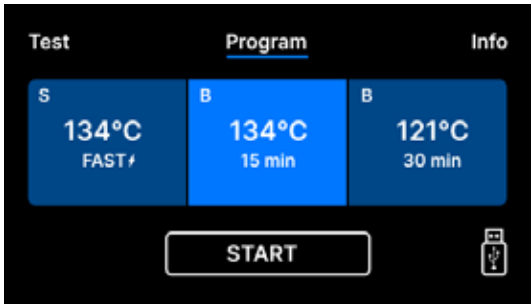 Test Program Info
S B B
134°C 134°C 121°C
FAST⚡ 15 min 30 min
START